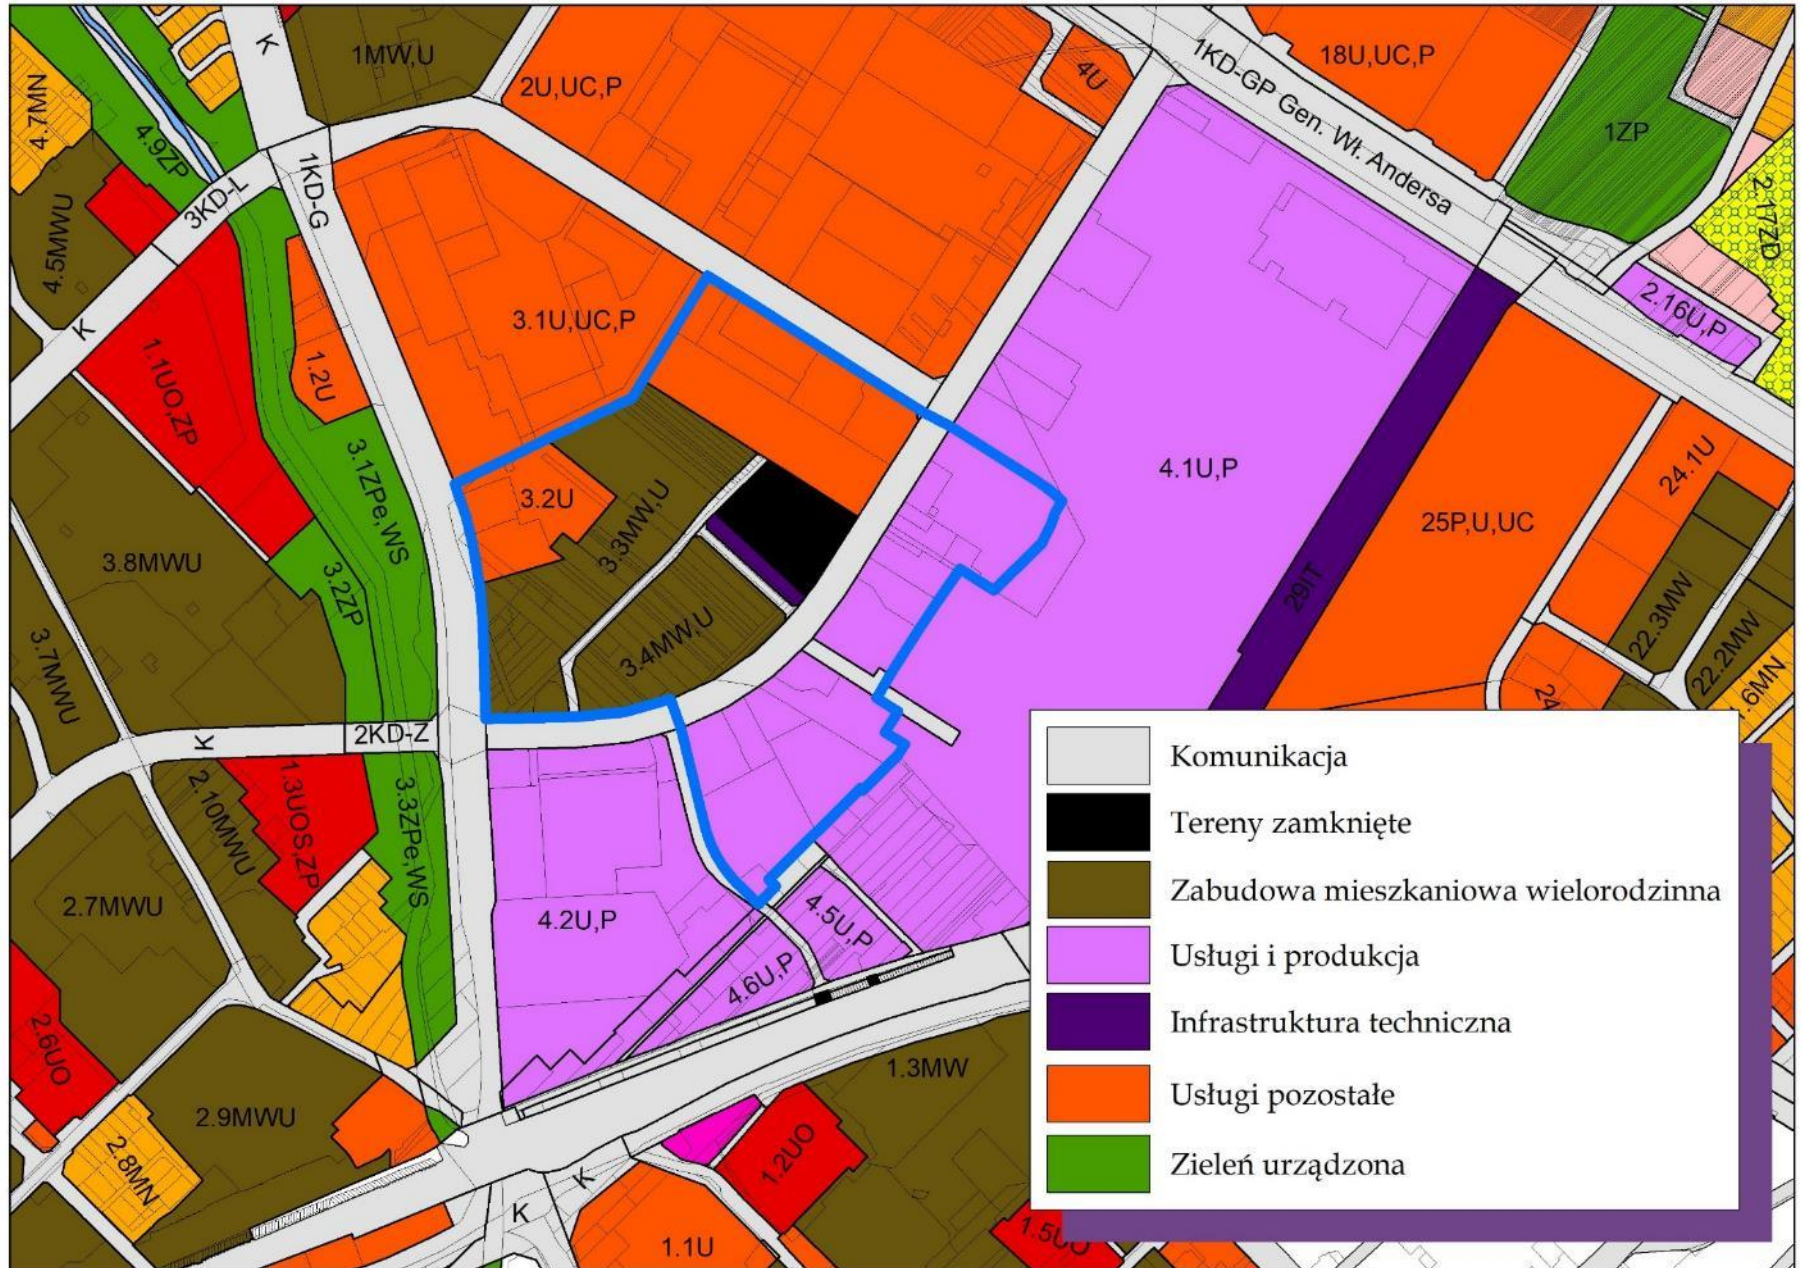 K
1MW,U
2U,UC,P
4U
1KD-GP Gen. Wł. Andersa
18U,UC,P
1ZP
4.7MN
4.9ZP
3KD-L
1KD-G
2.17ZD
4.5MWU
K
3.1U,UC,P
2.16U,P
1.1UO,ZP
1.2U
3.1ZPe,WS
3.2U
3.3MW,U
4.1U,P
25P,U,UC
24.1U
3.8MWU
3.2ZP
3.4MW,U
29IT
22.3MW
22.2MW
3.7MWU
K
2KD-Z
2.10MWU
1.3UOS,ZP
3.3ZPe,WS
2.7MWU
4.2U,P
4.5U,P
4.6U,P
2.6UO
2.9MWU
2.8MN
1.3MW
1.2UO
K
K
1.1U
Komunikacja
Tereny zamknięte
Zabudowa mieszkaniowa wielorodzinna
Usługi i produkcja
Infrastruktura techniczna
Usługi pozostałe
Zieleń urządzona